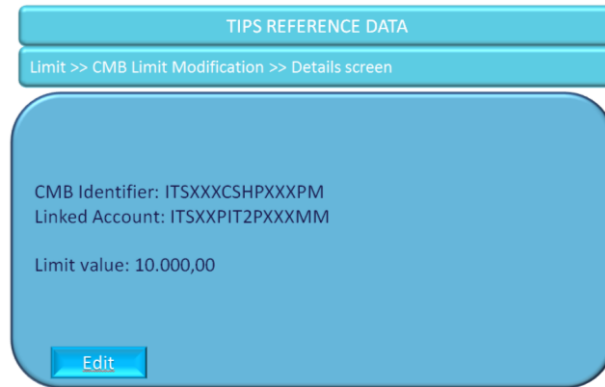 TIPS REFERENCE DATA
Limit >> CMB Limit Modification >> Details screen
CMB Identifier: ITSXXXCSHPXXXPM
Linked Account: ITSXXPIT2PXXXMM
Limit value: 10.000,00
Edit